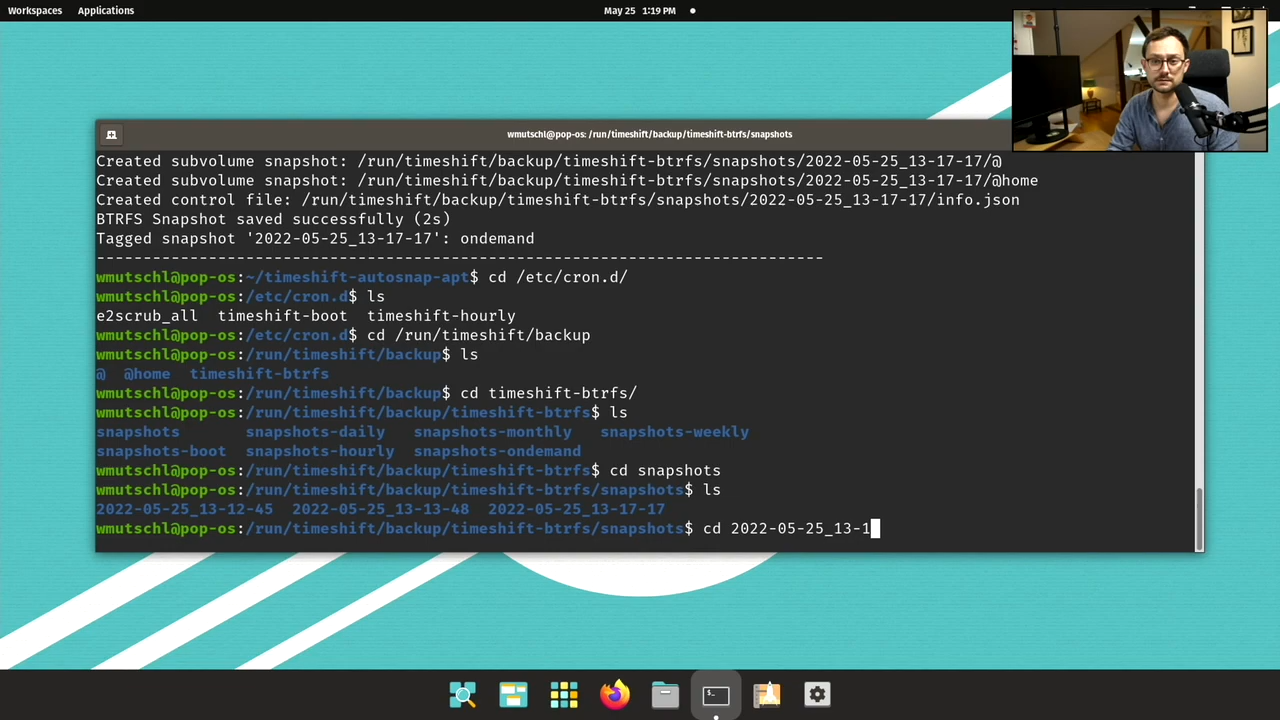 Workspaces Applications May 25 1:19 PM
wmutschl@pop-os: /run/timeshift/backup/timeshift-btrfs/snapshots
Created subvolume snapshot: /run/timeshift/backup/timeshift-btrfs/snapshots/2022-05-25_13-17-17/@
Created subvolume snapshot: /run/timeshift/backup/timeshift-btrfs/snapshots/2022-05-25_13-17-17/@home
Created control file: /run/timeshift/backup/timeshift-btrfs/snapshots/2022-05-25_13-17-17/info.json
BTRFS Snapshot saved successfully (2s)
Tagged snapshot '2022-05-25_13-17-17': ondemand
------------------------------------------------------------------------------
wmutschl@pop-os:~/timeshift-autosnap-apt$ cd /etc/cron.d/
wmutschl@pop-os:/etc/cron.d$ ls
e2scrub_all timeshift-boot timeshift-hourly
wmutschl@pop-os:/etc/cron.d$ cd /run/timeshift/backup
wmutschl@pop-os:/run/timeshift/backup$ ls
@ @home timeshift-btrfs
wmutschl@pop-os:/run/timeshift/backup$ cd timeshift-btrfs/
wmutschl@pop-os:/run/timeshift/backup/timeshift-btrfs$ ls
snapshots snapshots-daily snapshots-monthly snapshots-weekly
snapshots-boot snapshots-hourly snapshots-ondemand
wmutschl@pop-os:/run/timeshift/backup/timeshift-btrfs$ cd snapshots
wmutschl@pop-os:/run/timeshift/backup/timeshift-btrfs/snapshots$ ls
2022-05-25_13-12-45 2022-05-25_13-13-48 2022-05-25_13-17-17
wmutschl@pop-os:/run/timeshift/backup/timeshift-btrfs/snapshots$ cd 2022-05-25_13-1